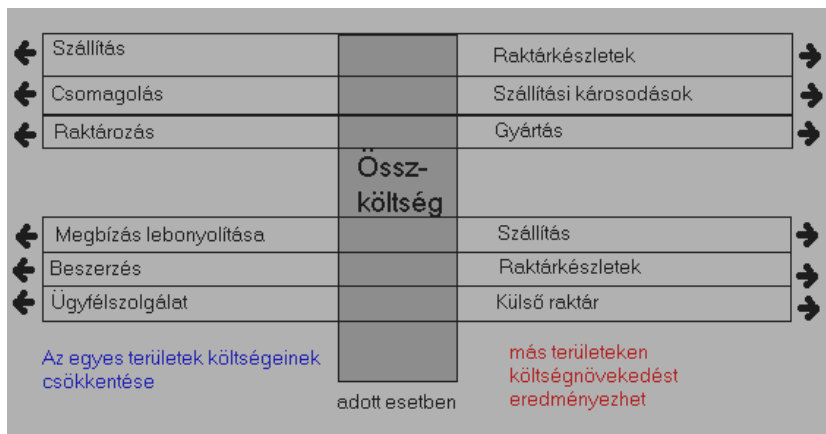 Szállítás
Raktárkészletek
Csomagolás
Szállítási károsodások
Raktározás
Gyártás
Össz-
költség
Megbízás lebonyolítása
Szállítás
Beszerzés
Raktárkészletek
Ügyfélszolgálat
Külső raktár
Az egyes területek költségeinek
csökkentése
adott esetben
más területeken
költségnövekedést
eredményezhet